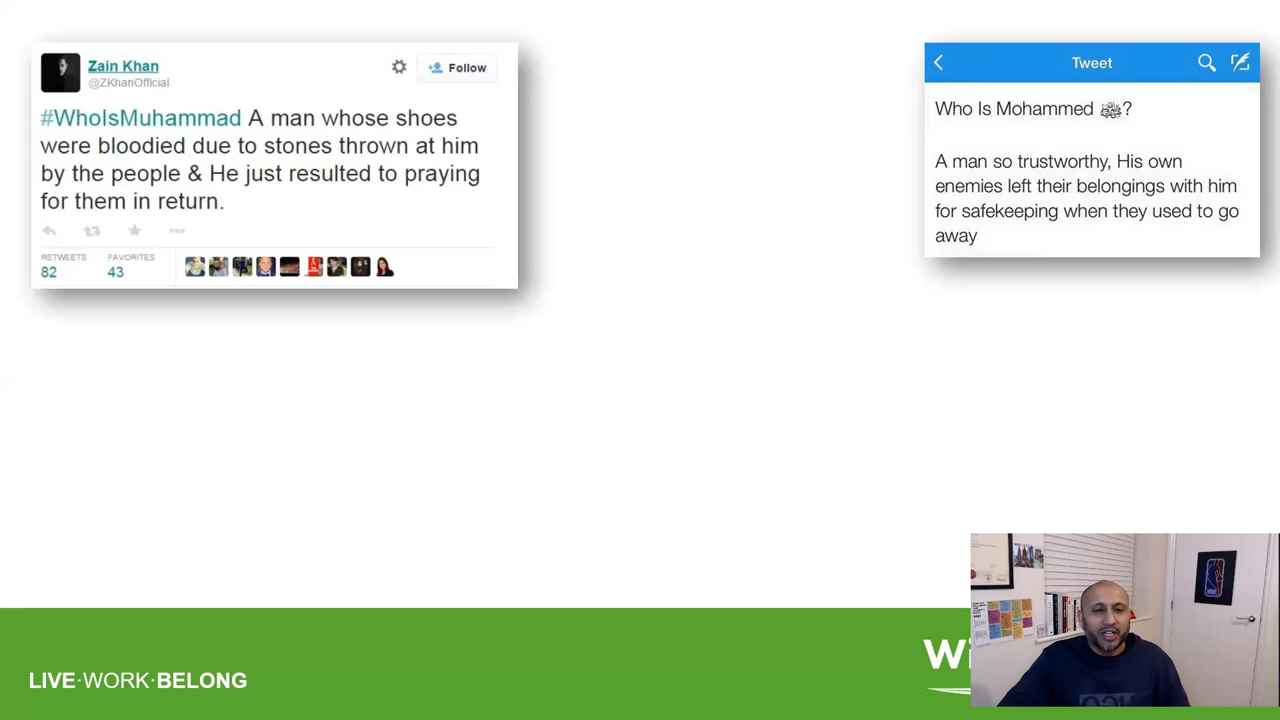 Zain Khan
@ZKhanOfficial
Follow
#WhoIsMuhammad A man whose shoes
were bloodied due to stones thrown at him
by the people & He just resulted to praying
for them in return.
RETWEETS FAVORITES
82 43
Tweet
Who Is Mohammed ﷺ?
A man so trustworthy, His own
enemies left their belongings with him
for safekeeping when they used to go
away
LIVE·WORK·BELONG